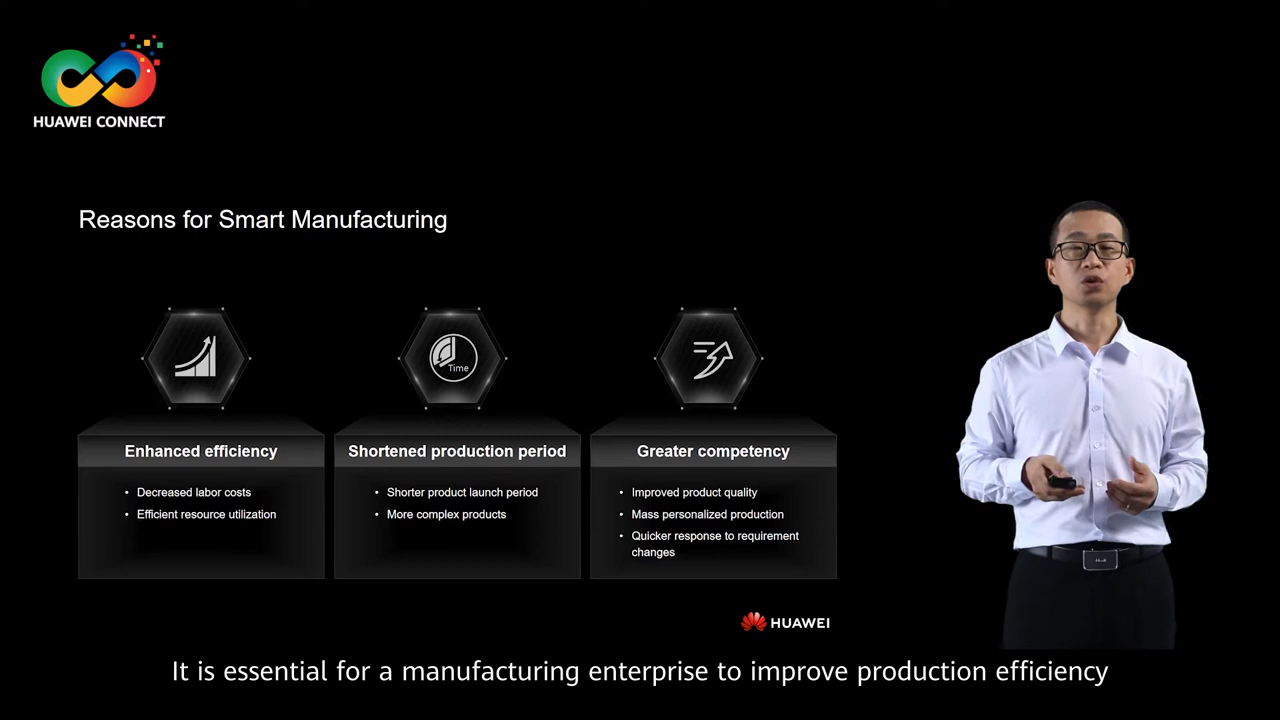 HUAWEI CONNECT
Reasons for Smart Manufacturing
Time
Enhanced efficiency
• Decreased labor costs
• Efficient resource utilization
Shortened production period
• Shorter product launch period
• More complex products
Greater competency
• Improved product quality
• Mass personalized production
• Quicker response to requirement
changes
HUAWEI
It is essential for a manufacturing enterprise to improve production efficiency